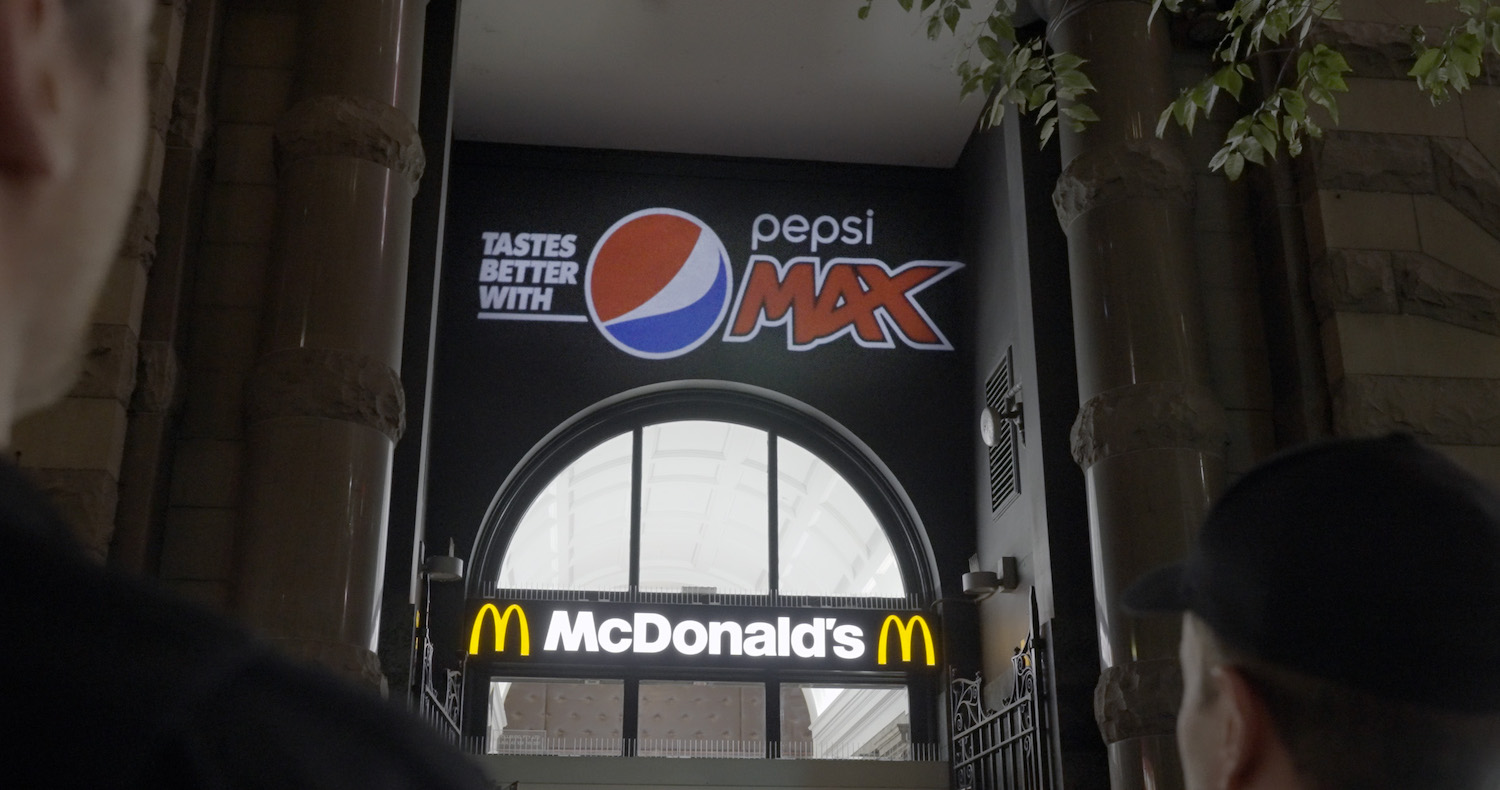 TASTES
BETTER
WITH
pepsi
MAX
McDonald's